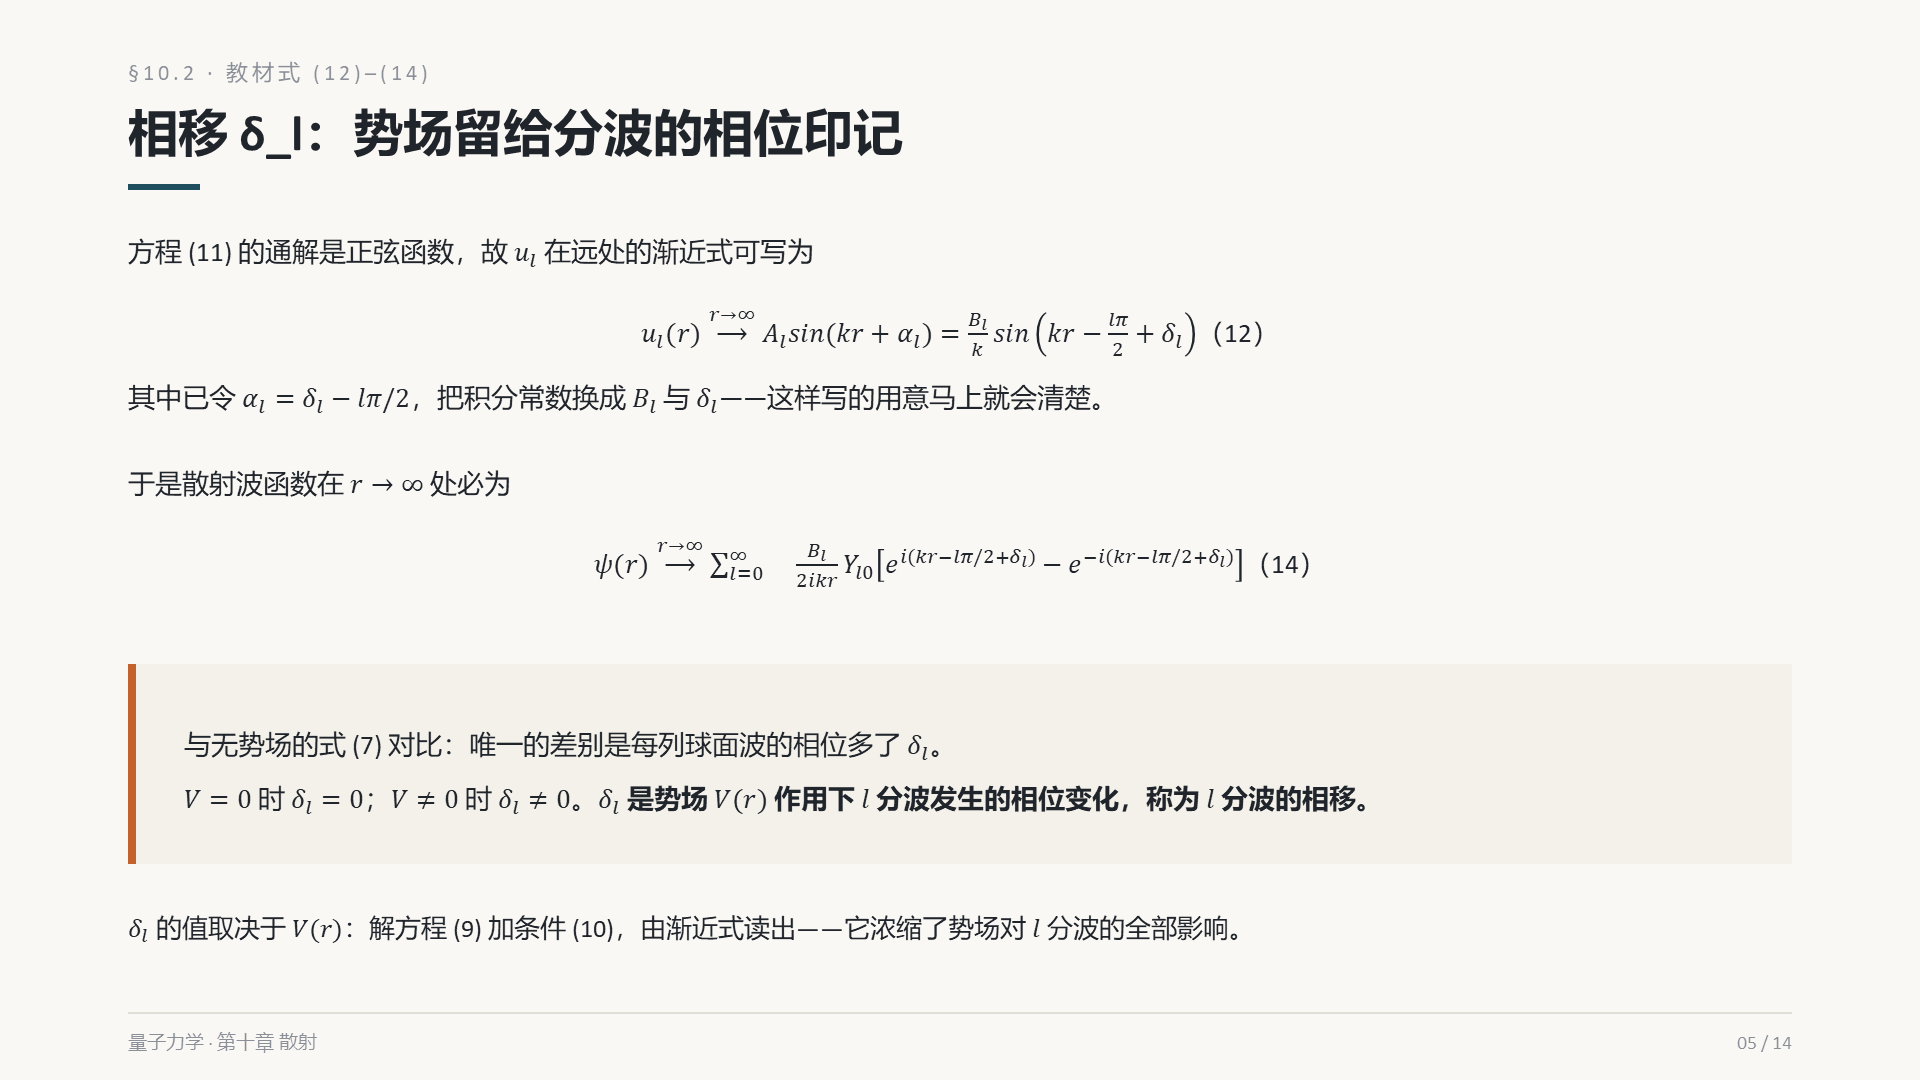 §10.2 · 教材式 (12)–(14)
相移 δ_l：势场留给分波的相位印记
方程 (11) 的通解是正弦函数，故 u_l 在远处的渐近式可写为
u_l(r) \overset{r→∞}{⟶} A_l sin(kr + α_l) = \frac{B_l}{k} sin(kr − \frac{lπ}{2} + δ_l)（12）
其中已令 α_l = δ_l − lπ/2，把积分常数换成 B_l 与 δ_l——这样写的用意马上就会清楚。
于是散射波函数在 r → ∞ 处必为
ψ(r) \overset{r→∞}{⟶} ∑_{l=0}^{∞} \frac{B_l}{2ikr} Y_{l0}[e^{i(kr−lπ/2+δ_l)} − e^{−i(kr−lπ/2+δ_l)}]（14）
与无势场的式 (7) 对比：唯一的差别是每列球面波的相位多了 δ_l。
V = 0 时 δ_l = 0；V ≠ 0 时 δ_l ≠ 0。δ_l 是势场 V(r) 作用下 l 分波发生的相位变化，称为 l 分波的相移。
δ_l 的值取决于 V(r)：解方程 (9) 加条件 (10)，由渐近式读出——它浓缩了势场对 l 分波的全部影响。
量子力学 · 第十章 散射
05 / 14